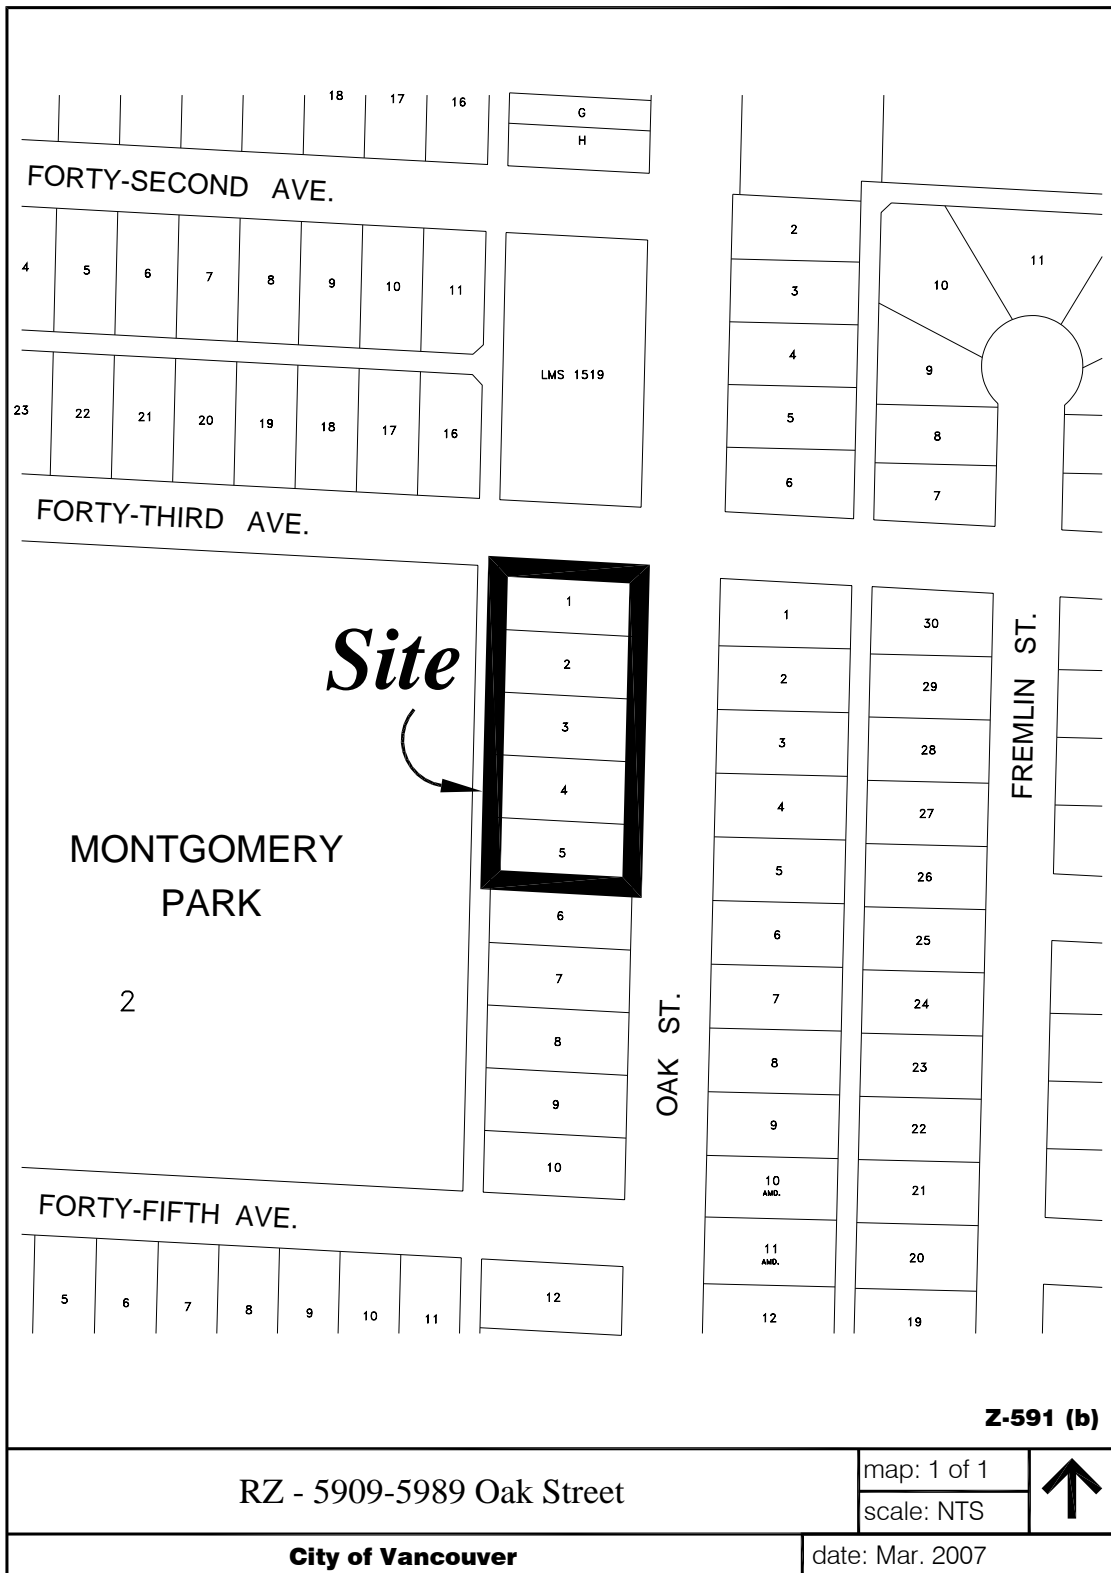 18 17 16 G
H
FORTY-SECOND AVE.
4 5 6 7 8 9 10 11
LMS 1519
2
3
4
5
6
10 11
9
8
7
23 22 21 20 19 18 17 16
FORTY-THIRD AVE.
Site
1
2
3
4
5
6
7
8
9
10
MONTGOMERY
PARK
2
OAK ST.
1
2
3
4
5
6
7
8
9
10
AMD.
11
AMD.
12
30
29
28
27
26
25
24
23
22
21
20
19
FREMLIN ST.
FORTY-FIFTH AVE.
5 6 7 8 9 10 11 12
Z-591 (b)
RZ - 5909-5989 Oak Street
map: 1 of 1
scale: NTS
City of Vancouver
date: Mar. 2007